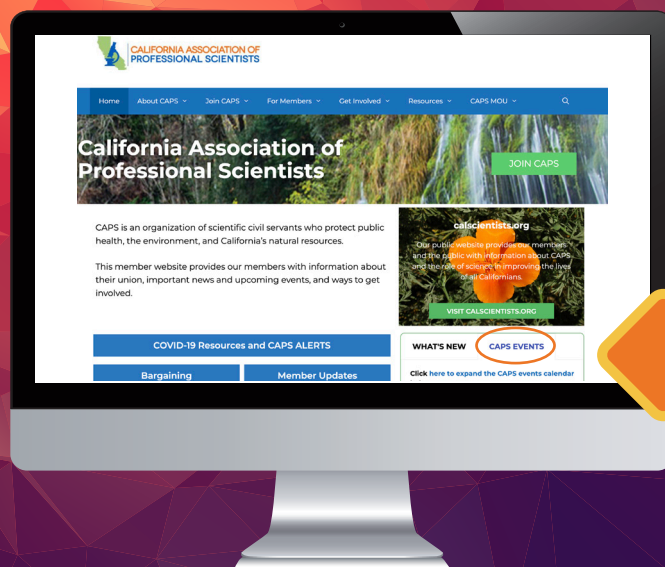 CALIFORNIA ASSOCIATION OF
PROFESSIONAL SCIENTISTS
Home About CAPS Join CAPS For Members Get Involved Resources CAPS MOU
California Association of
Professional Scientists
JOIN CAPS
CAPS is an organization of scientific civil servants who protect public
health, the environment, and California's natural resources.
This member website provides our members with information about
their union, important news and upcoming events, and ways to get
involved.
calscientists.org
Our public website provides our members
and the public with information about CAPS
and the role of science in improving the lives
of all Californians.
VISIT CALSCIENTISTS.ORG
COVID-19 Resources and CAPS ALERTS
Bargaining
Member Updates
WHAT'S NEW CAPS EVENTS
Click here to expand the CAPS events calendar